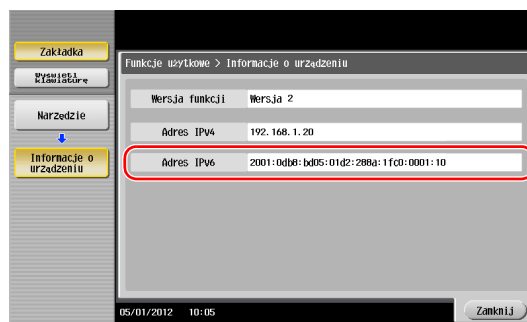 Zakładka
Wyświetl
klawiaturę
Narzędzie
Informacje o
urządzeniu
Funkcje użytkowe > Informacje o urządzeniu
Wersja funkcji Wersja 2
Adres IPv4 192.168.1.20
Adres IPv6 2001:0db8:bd05:01d2:288a:1fc0:0001:10
05/01/2012 10:05
Zamknij